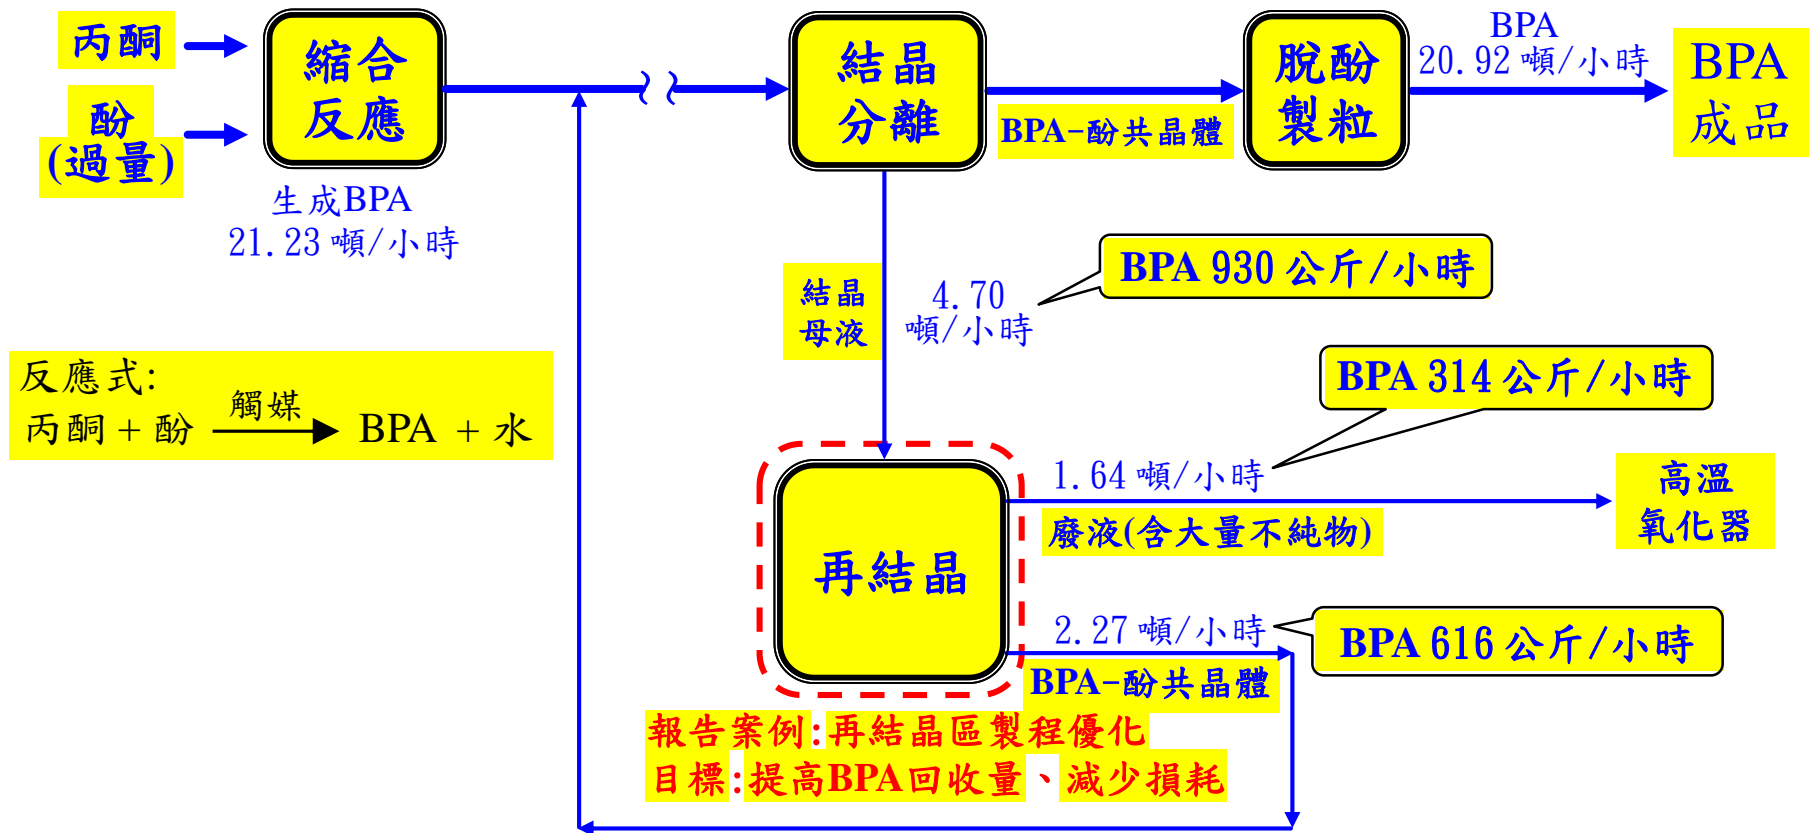 丙酮
酚
(過量)
縮合
反應
生成BPA
21.23 噸/小時
結晶
分離
BPA-酚共晶體
脫酚
製粒
BPA
20.92 噸/小時
BPA
成品
結晶
母液
4.70
噸/小時
BPA 930 公斤/小時
反應式:
丙酮 + 酚 觸媒 BPA + 水
BPA 314 公斤/小時
再結晶
1.64 噸/小時
廢液(含大量不純物)
高溫
氧化器
2.27 噸/小時
BPA 616 公斤/小時
BPA-酚共晶體
報告案例:再結晶區製程優化
目標:提高BPA回收量、減少損耗